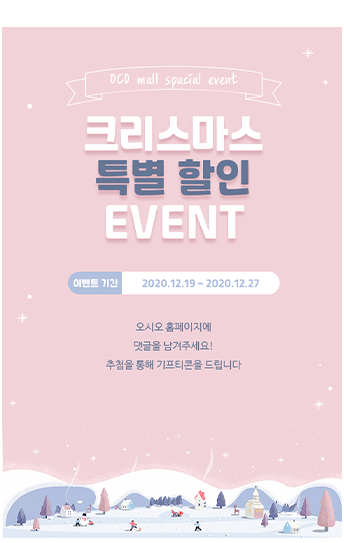 OCO mall spacial event
크리스마스
특별 할인
EVENT
이벤트 기간 2020.12.19 ~ 2020.12.27
오시오 홈페이지에
댓글을 남겨주세요!
추첨을 통해 기프티콘을 드립니다